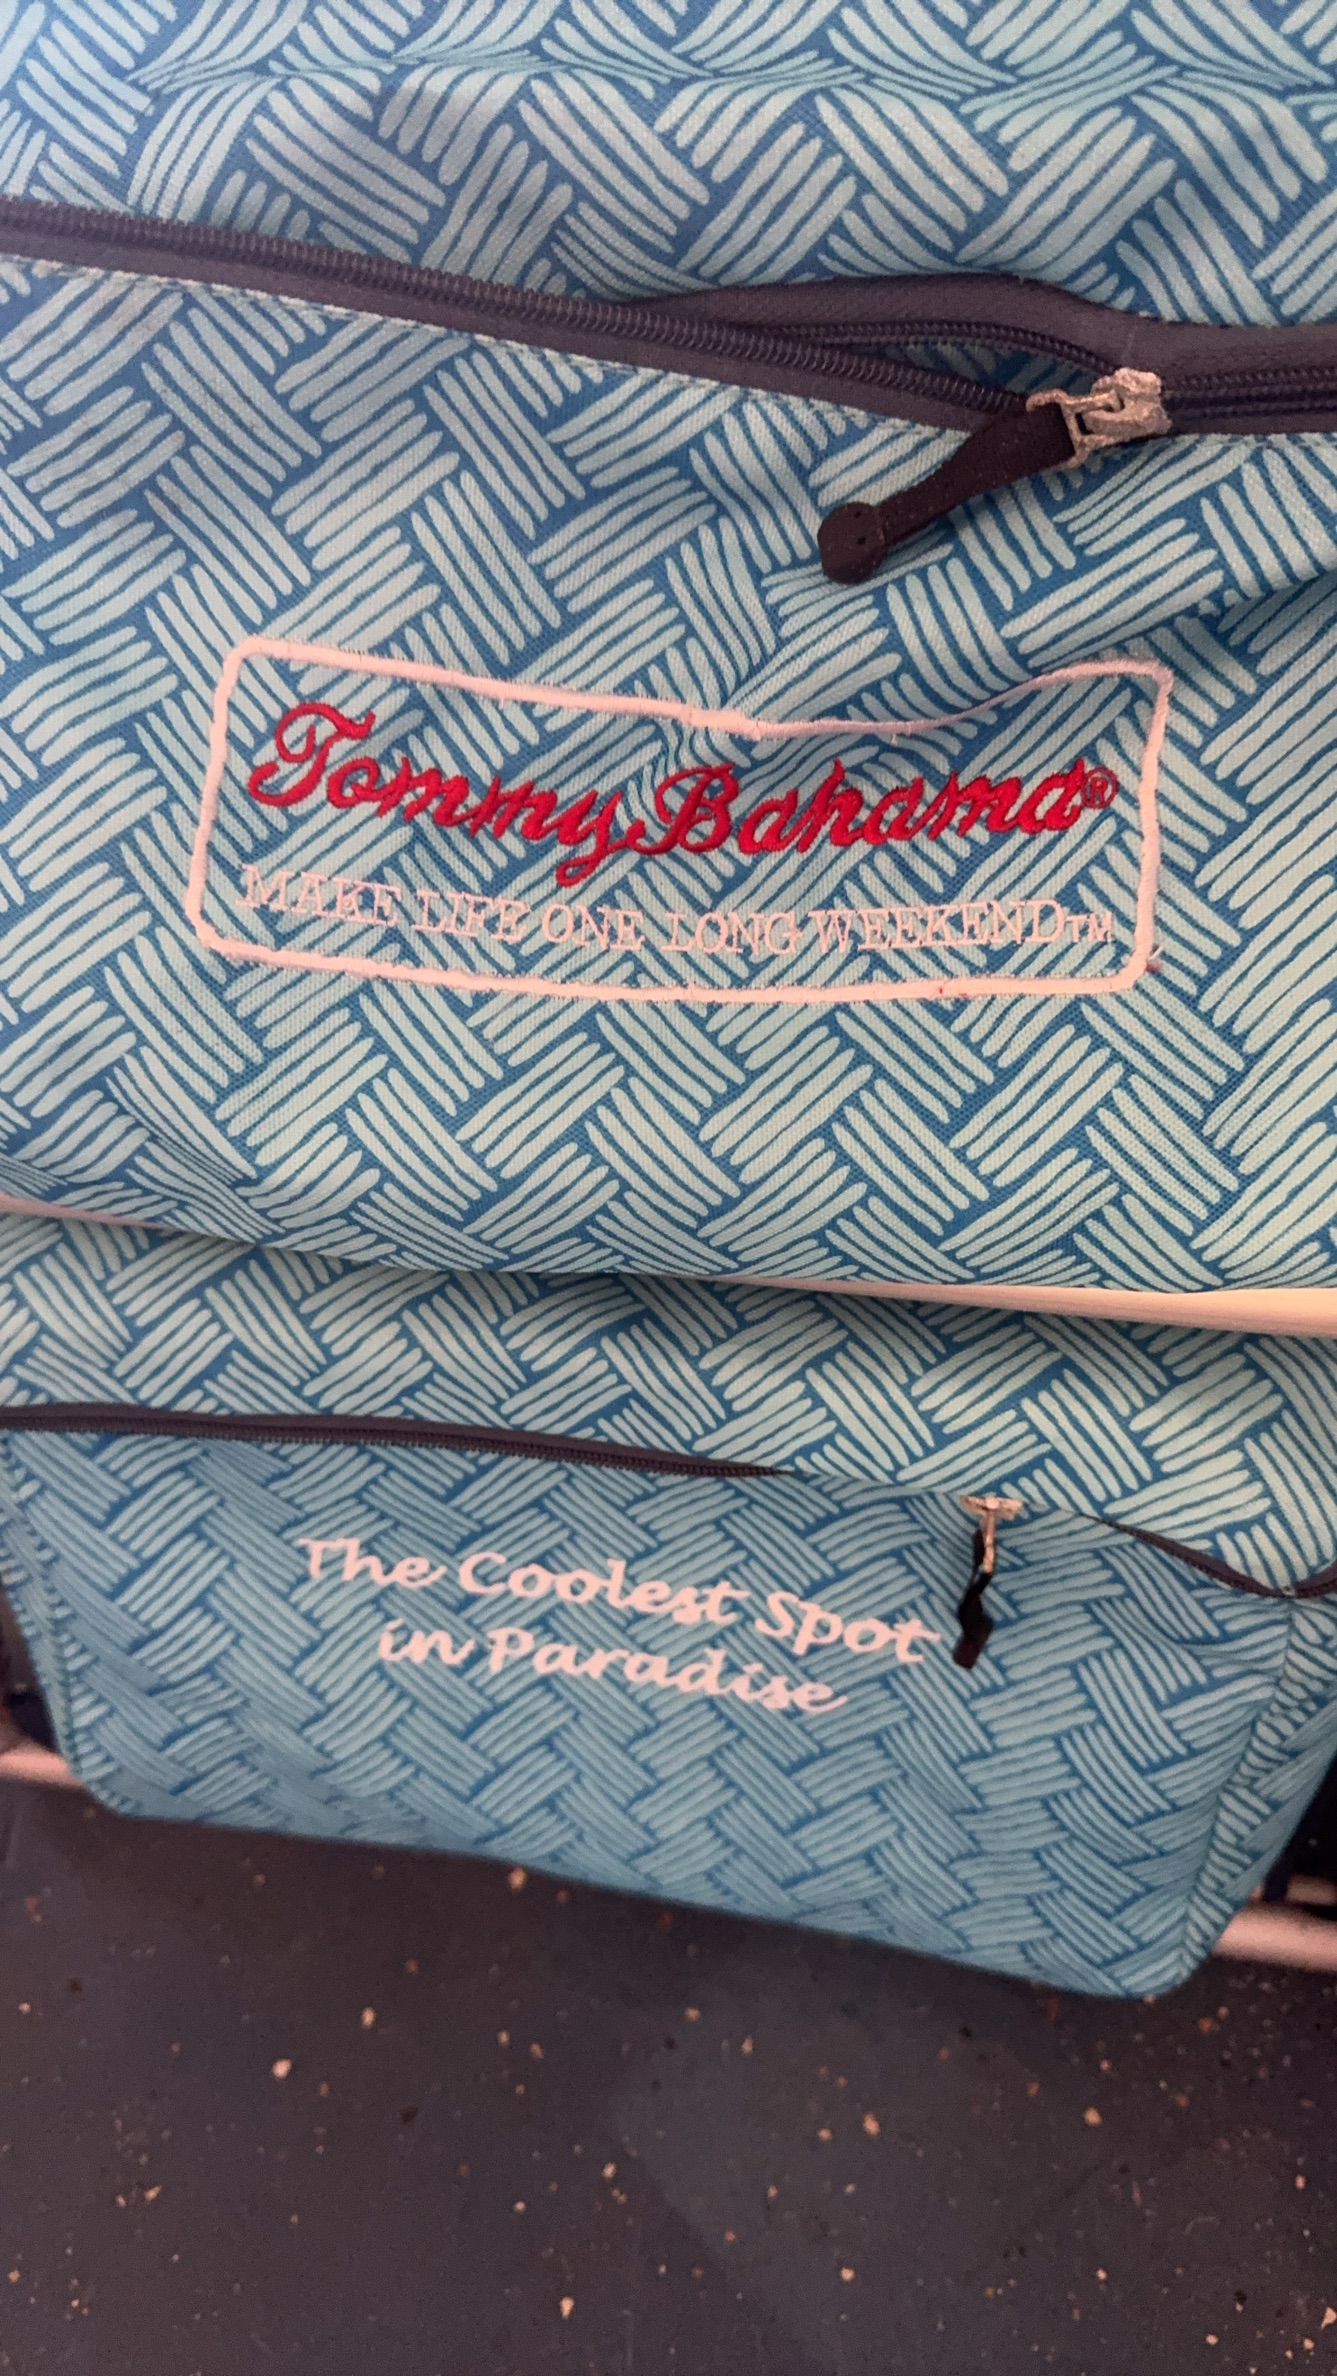 Tommy Bahama®
MAKE LIFE ONE LONG WEEKEND™
The Coolest Spot
in Paradise